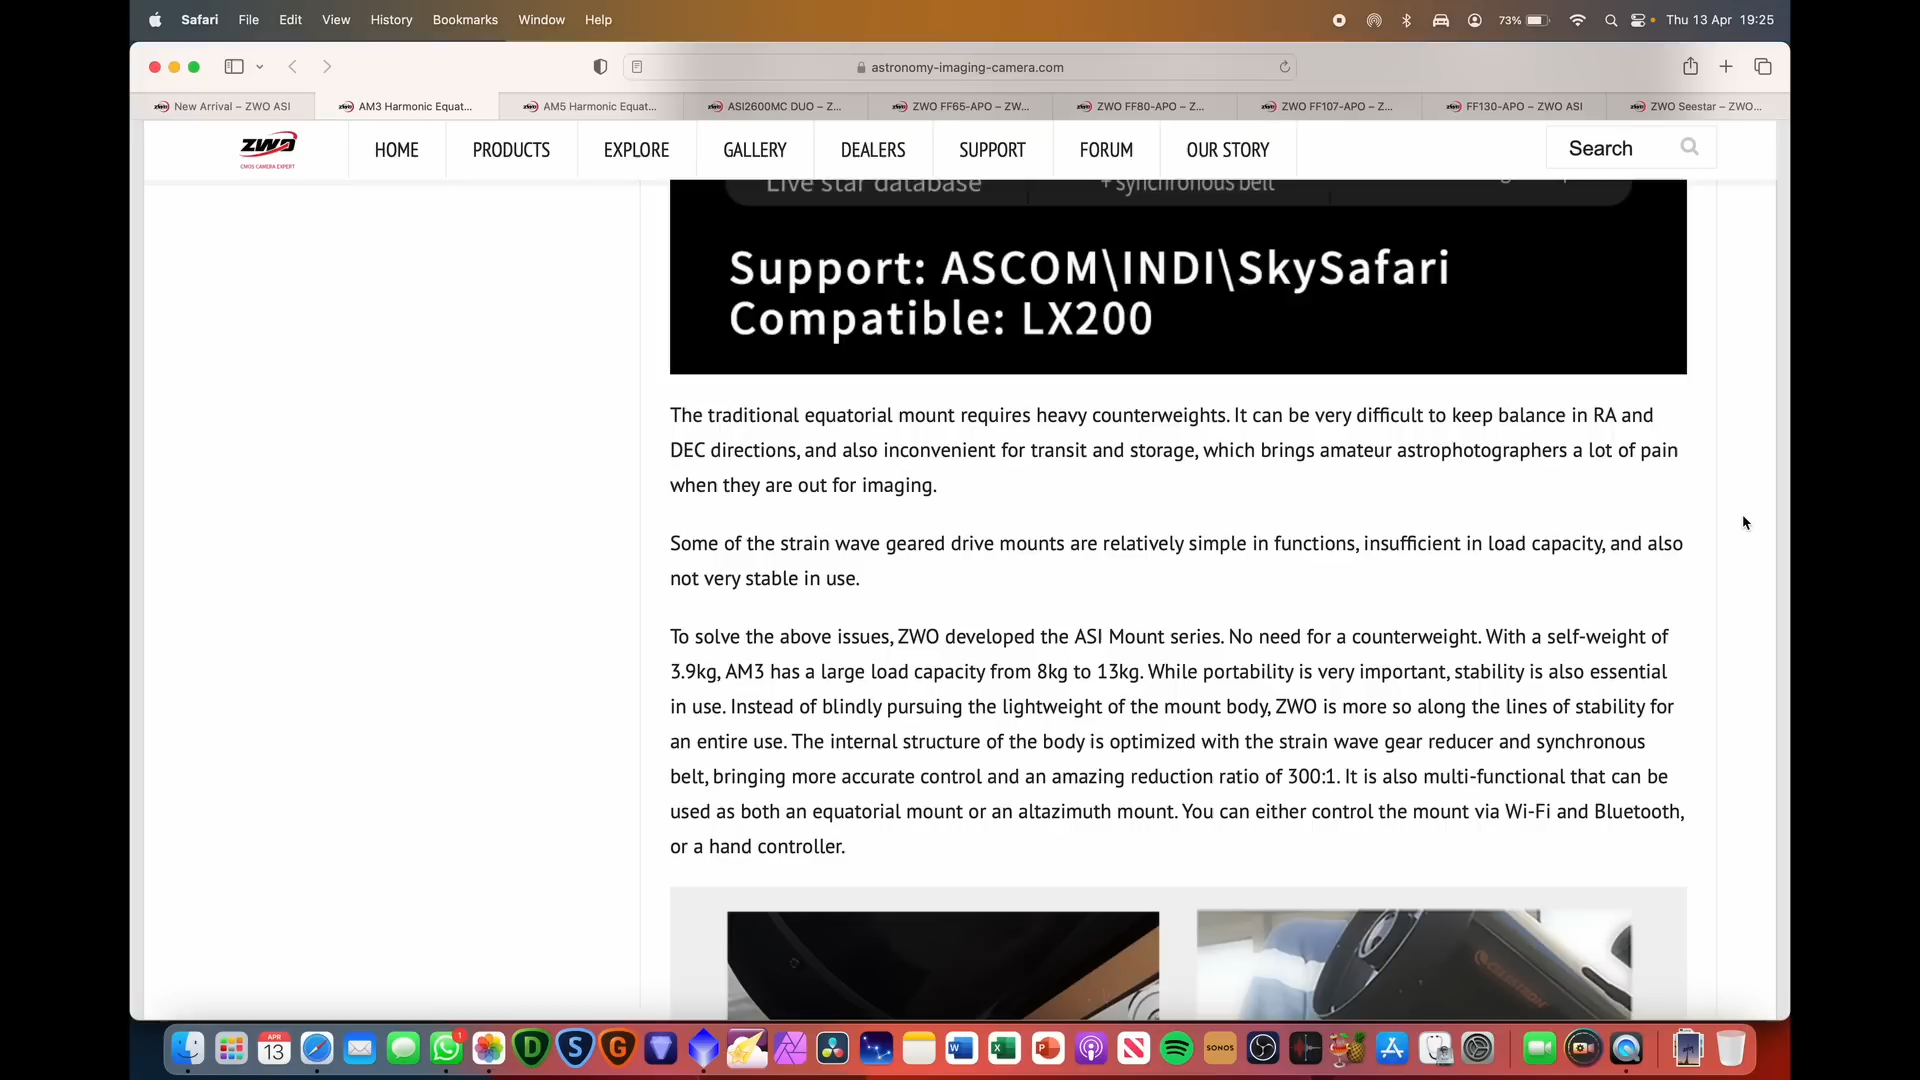 Safari File Edit View History Bookmarks Window Help 73% Thu 13 Apr 19:25
astronomy-imaging-camera.com
New Arrival – ZWO ASI AM3 Harmonic Equat... AM5 Harmonic Equat... ASI2600MC DUO – Z... ZWO FF65-APO – ZW... ZWO FF80-APO – Z... ZWO FF107-APO – Z... FF130-APO – ZWO ASI ZWO Seestar – ZWO...
ZWO
CMOS CAMERA EXPERT
HOME PRODUCTS EXPLORE GALLERY DEALERS SUPPORT FORUM OUR STORY Search
Live star database + synchronous belt
Support: ASCOM\INDI\SkySafari
Compatible: LX200
The traditional equatorial mount requires heavy counterweights. It can be very difficult to keep balance in RA and
DEC directions, and also inconvenient for transit and storage, which brings amateur astrophotographers a lot of pain
when they are out for imaging.
Some of the strain wave geared drive mounts are relatively simple in functions, insufficient in load capacity, and also
not very stable in use.
To solve the above issues, ZWO developed the ASI Mount series. No need for a counterweight. With a self-weight of
3.9kg, AM3 has a large load capacity from 8kg to 13kg. While portability is very important, stability is also essential
in use. Instead of blindly pursuing the lightweight of the mount body, ZWO is more so along the lines of stability for
an entire use. The internal structure of the body is optimized with the strain wave gear reducer and synchronous
belt, bringing more accurate control and an amazing reduction ratio of 300:1. It is also multi-functional that can be
used as both an equatorial mount or an altazimuth mount. You can either control the mount via Wi-Fi and Bluetooth,
or a hand controller.
CELESTRON
1
APR
13 D S G W X P SONOS